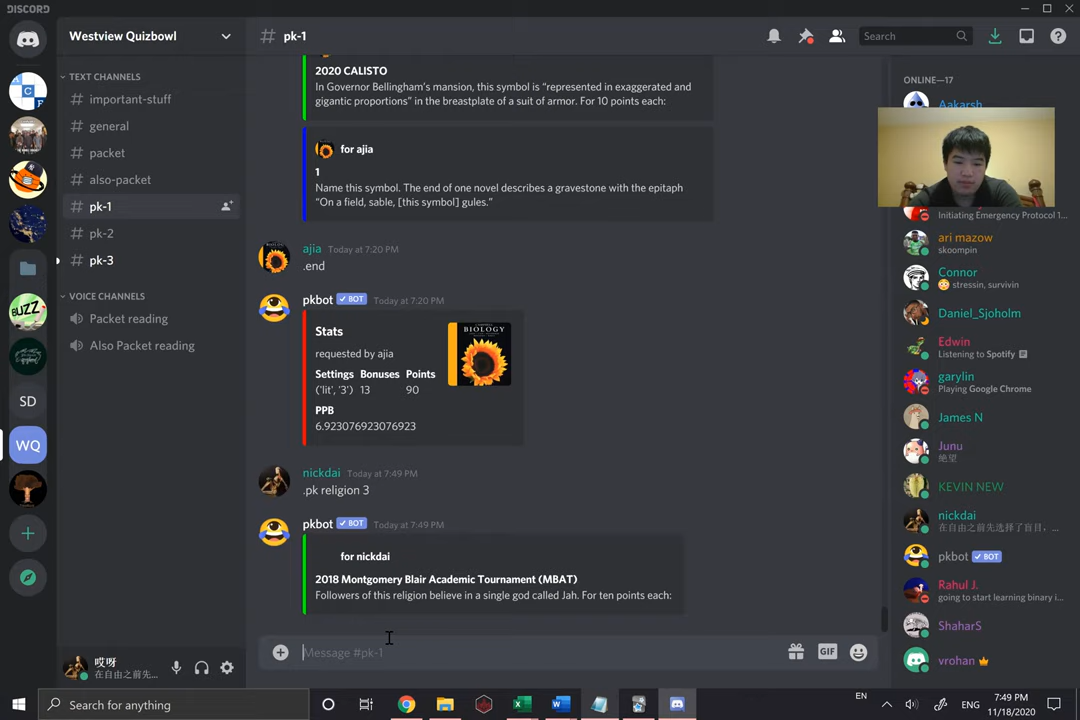 DISCORD
Westview Quizbowl
# pk-1
Search
TEXT CHANNELS
# important-stuff
# general
# packet
# also-packet
# pk-1
# pk-2
# pk-3
VOICE CHANNELS
Packet reading
Also Packet reading
BUZZ
SD
WQ
2020 CALISTO
In Governor Bellingham's mansion, this symbol is "represented in exaggerated and
gigantic proportions" in the breastplate of a suit of armor. For 10 points each:
for ajia
1
Name this symbol. The end of one novel describes a gravestone with the epitaph
"On a field, sable, [this symbol] gules."
ajia Today at 7:20 PM
.end
pkbot ✓ BOT Today at 7:20 PM
Stats
requested by ajia
Settings Bonuses Points
('lit', '3') 13 90
PPB
6.923076923076923
BIOLOGY
nickdai Today at 7:49 PM
.pk religion 3
pkbot ✓ BOT Today at 7:49 PM
for nickdai
2018 Montgomery Blair Academic Tournament (MBAT)
Followers of this religion believe in a single god called Jah. For ten points each:
Message #pk-1
GIF
ONLINE—17
Aakarsh
Initiating Emergency Protocol 1...
ari mazow
skoompin
Connor
stressin, survivin
Daniel_Sjoholm
Edwin
Listening to Spotify
garylin
Playing Google Chrome
James N
Junu
绝望
KEVIN NEW
nickdai
在自由之前先选择了盲目、...
pkbot ✓ BOT
Rahul J.
going to start learning binary i...
ShaharS
vrohan
哎呀
在自由之前先...
Search for anything
EN
ENG
7:49 PM
11/18/2020